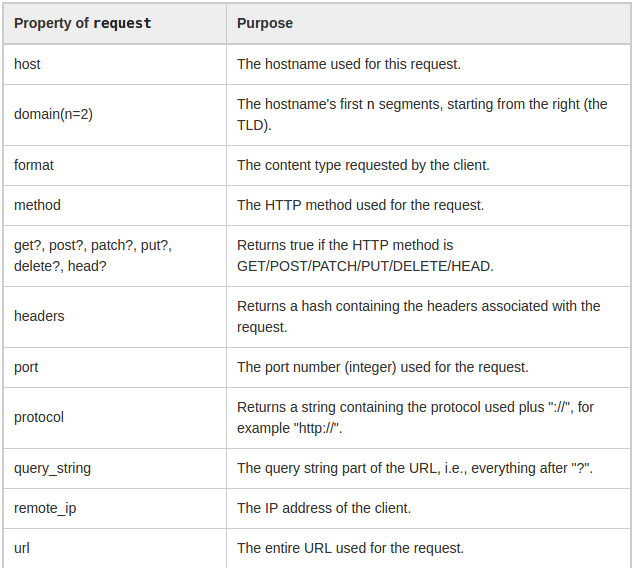 Property of request
Purpose
host
The hostname used for this request.
domain(n=2)
The hostname's first n segments, starting from the right (the
TLD).
format
The content type requested by the client.
method
The HTTP method used for the request.
get?, post?, patch?, put?,
delete?, head?
Returns true if the HTTP method is
GET/POST/PATCH/PUT/DELETE/HEAD.
headers
Returns a hash containing the headers associated with the
request.
port
The port number (integer) used for the request.
protocol
Returns a string containing the protocol used plus "://", for
example "http://".
query_string
The query string part of the URL, i.e., everything after "?".
remote_ip
The IP address of the client.
url
The entire URL used for the request.